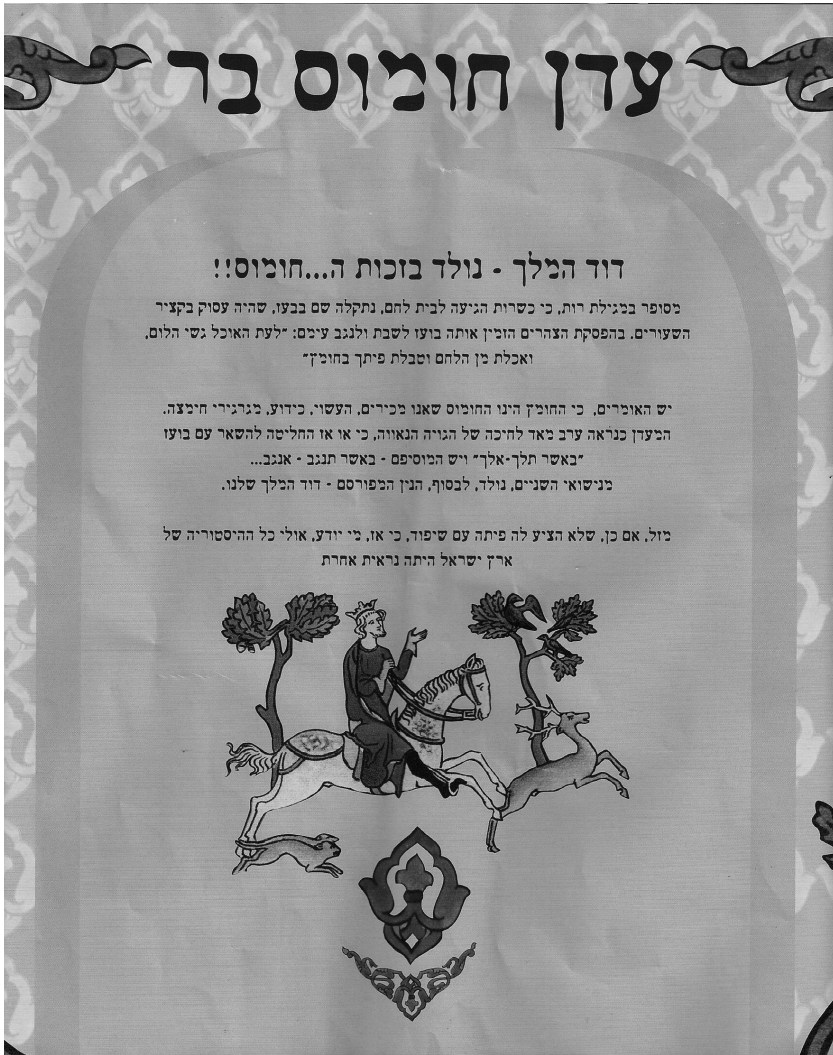 עדן חומוס בר
דוד המלך - נולד בזכות ה...חומוס!!
מסופר במגילת רות, כי כשרות הגיעה לבית לחם, נתקלה שם בבעז, שהיה עסוק בקציר
השעורים. בהפסקת הצהרים הזמין אותה בועז לשבת ולנגב עימם: "לעת האוכל גשי הלום,
ואכלת מן הלחם וטבלת פיתך בחומץ"
יש האומרים, כי החומץ הינו החומוס שאנו מכירים, העשוי, כידוע, מגרגירי חימצה.
המעדן כנראה ערב מאד לחיכה של הגויה הנאווה, כי או אז החליטה להשאר עם בועז
"באשר תלך-אלך" ויש המוסיפם - באשר תנגב - אנגב...
מנישואי השניים, נולד, לבסוף, הנין המפורסם - דוד המלך שלנו.
מזל, אם כן, שלא הציע לה פיתה עם שיפוד, כי אז, מי יודע, אולי כל ההיסטוריה של
ארץ ישראל היתה נראית אחרת